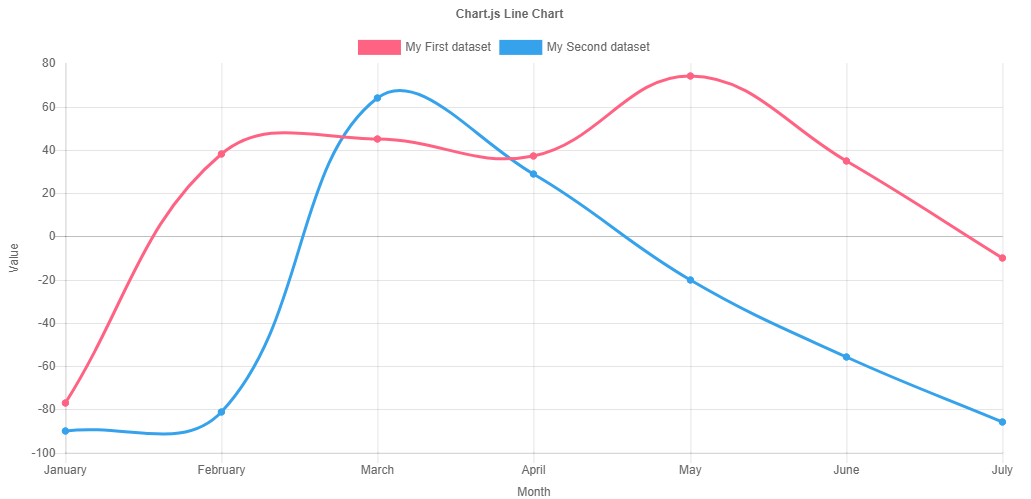 Chart.js Line Chart
My First dataset My Second dataset
80
60
40
20
0
-20
-40
-60
-80
-100
Value
January February March April May June July
Month